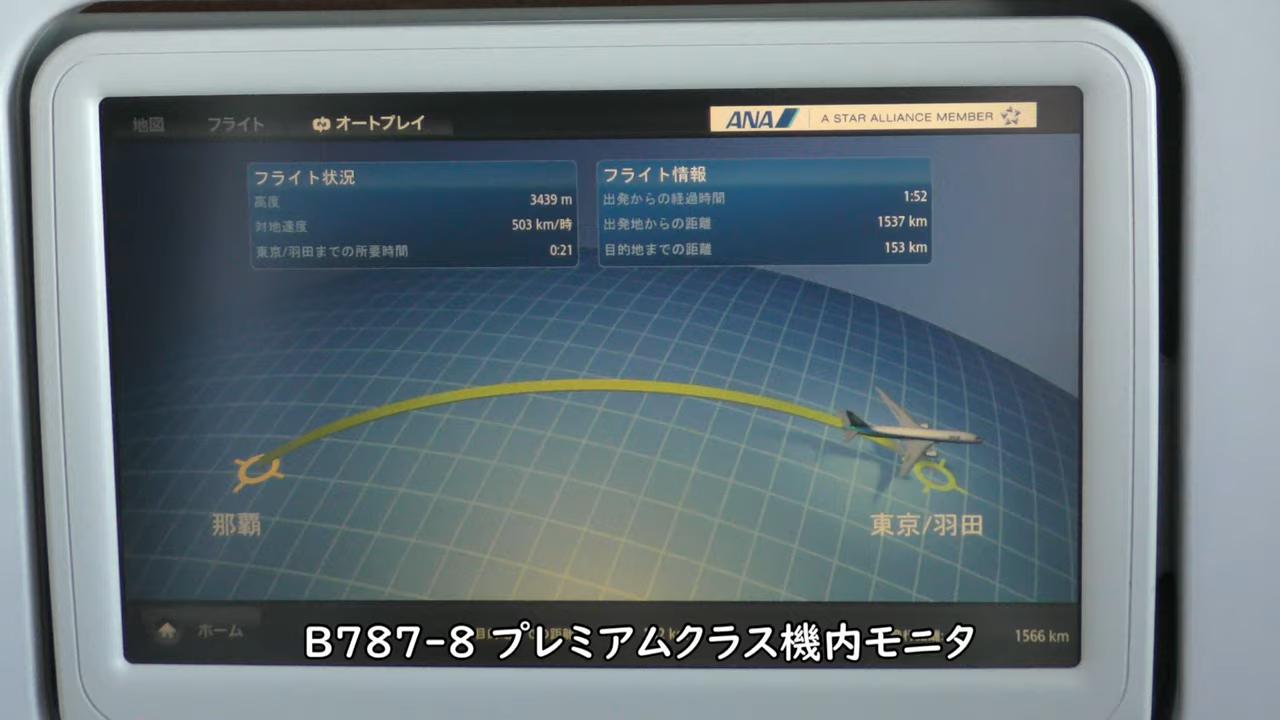 地図 フライト オートプレイ
ANA A STAR ALLIANCE MEMBER
フライト状況
高度 3439 m
対地速度 503 km/時
東京/羽田までの所要時間 0:21
フライト情報
出発からの経過時間 1:52
出発地からの距離 1537 km
目的地までの距離 153 km
那覇
東京/羽田
ホーム
1566 km
B787-8 プレミアムクラス機内モニタ